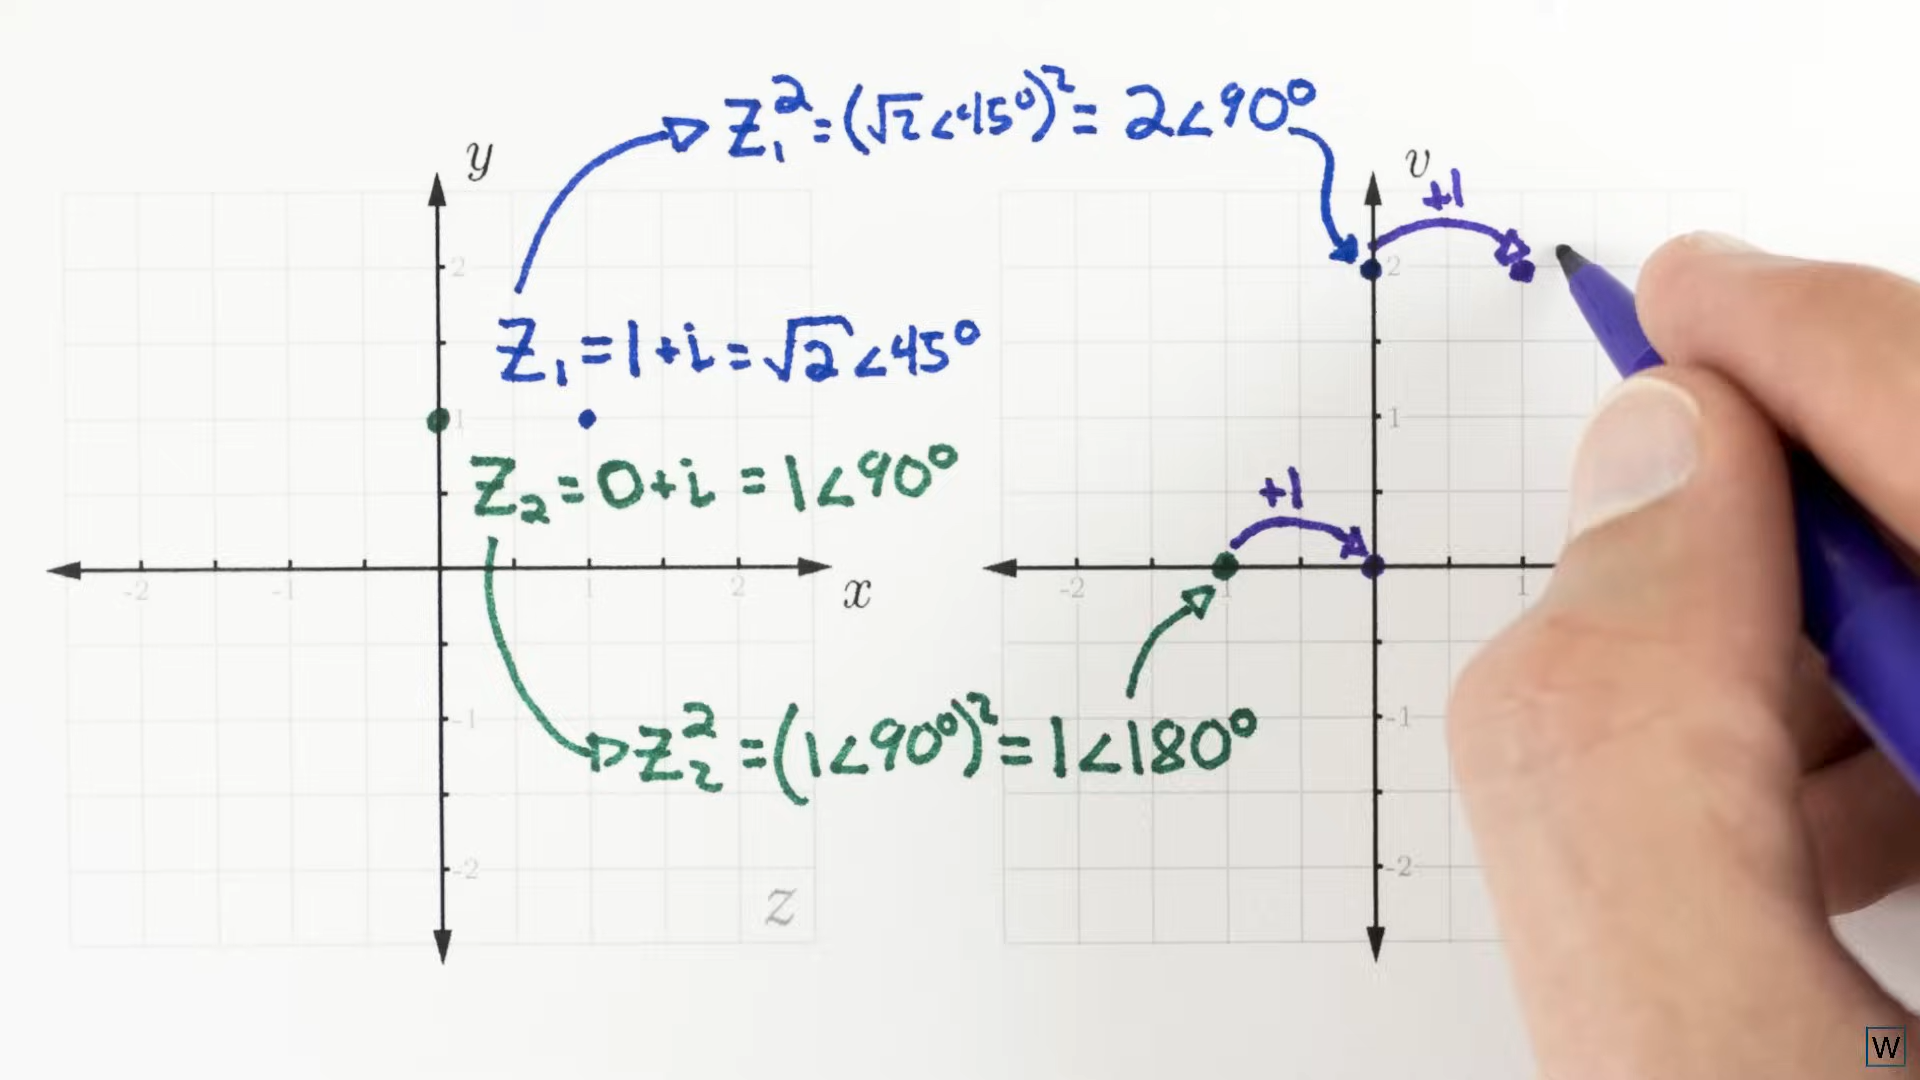 Z₁² = (√2∠45°)² = 2∠90°
y
v
+1
2
2
Z₁ = 1+i = √2∠45°
1
1
Z₂ = 0+i = 1∠90°
+1
-2 -1 1 2 x
-2 1 1
Z₂² = (1∠90°)² = 1∠180°
-1
-1
-2
-2
z
W